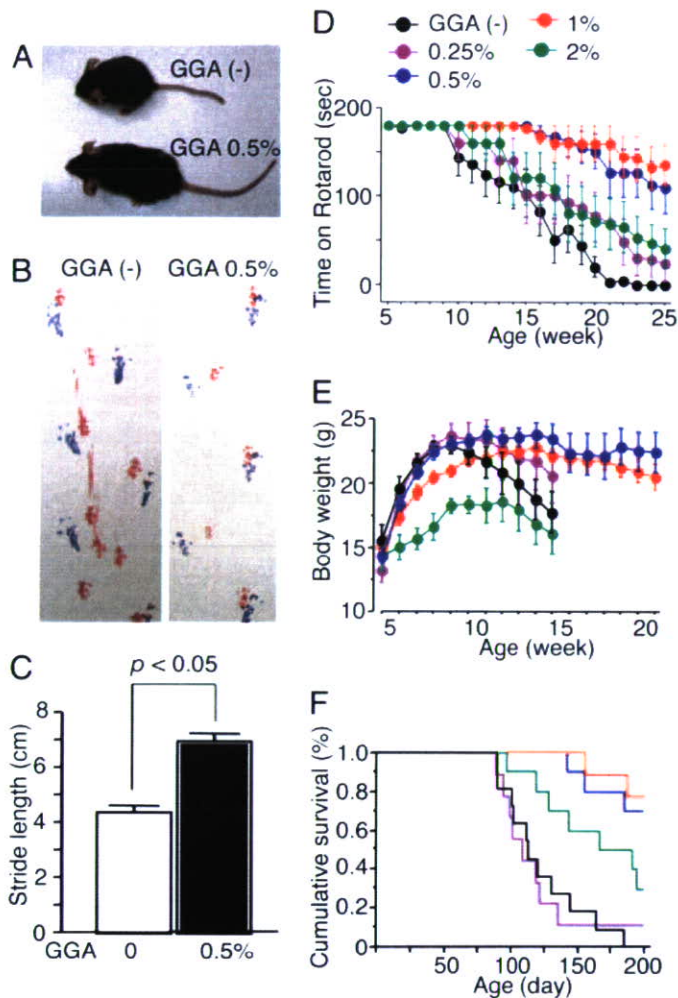 A
GGA (-)
GGA 0.5%
B
GGA (-) GGA 0.5%
C
p < 0.05
Stride length (cm)
8
6
4
2
0
GGA 0 0.5%
D
GGA (-) 1%
0.25% 2%
0.5%
Time on Rotarod (sec)
200
100
0
5 10 15 20 25
Age (week)
E
Body weight (g)
25
20
15
10
5 10 15 20
Age (week)
F
Cumulative survival (%)
1.0
0.8
0.6
0.4
0.2
0
50 100 150 200
Age (day)